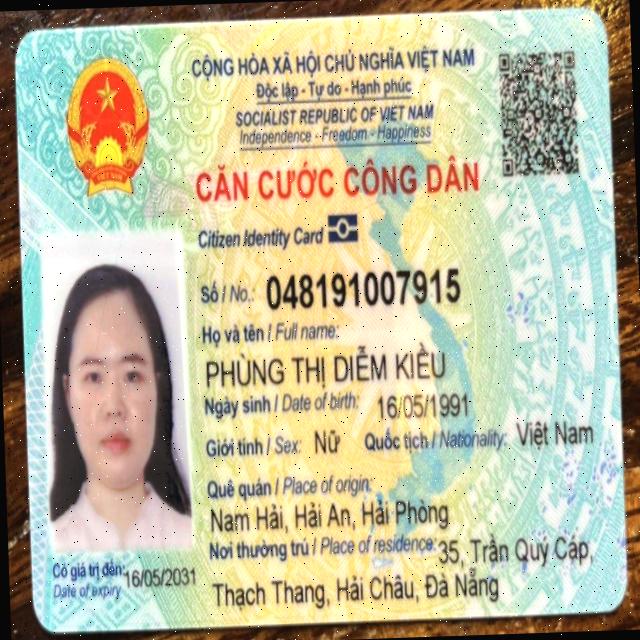 CỘNG HÒA XÃ HỘI CHỦ NGHĨA VIỆT NAM
Độc lập - Tự do - Hạnh phúc
SOCIALIST REPUBLIC OF VIET NAM
Independence - Freedom - Happiness
CĂN CƯỚC CÔNG DÂN
Citizen Identity Card
Số / No.: 048191007915
Họ và tên / Full name:
PHÙNG THỊ DIỄM KIỀU
Ngày sinh / Date of birth: 16/05/1991
Giới tính / Sex: Nữ Quốc tịch / Nationality: Việt Nam
Quê quán / Place of origin:
Nam Hải, Hải An, Hải Phòng
Nơi thường trú / Place of residence: 35, Trần Quý Cáp,
Thạch Thang, Hải Châu, Đà Nẵng
Có giá trị đến: 16/05/2031
Date of expiry